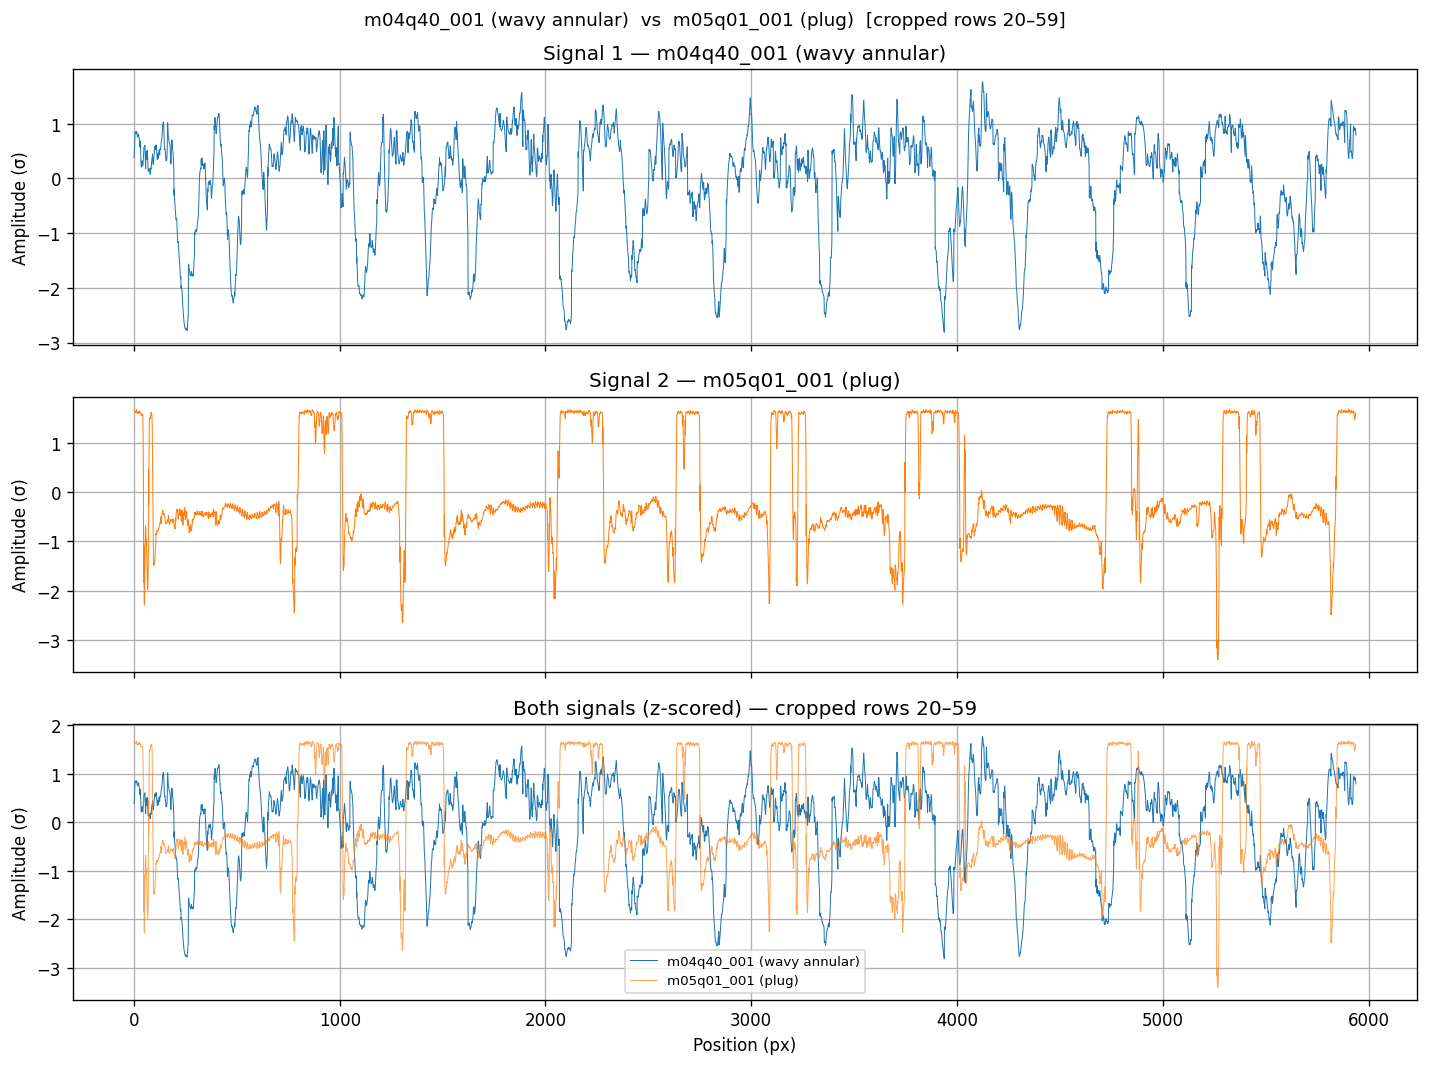 m04q40_001 (wavy annular)  vs  m05q01_001 (plug)  [cropped rows 20–59]
Signal 1 — m04q40_001 (wavy annular)
Amplitude (σ)
1
0
−1
−2
−3
Signal 2 — m05q01_001 (plug)
Amplitude (σ)
1
0
−1
−2
−3
Both signals (z-scored) — cropped rows 20–59
Amplitude (σ)
2
1
0
−1
−2
−3
m04q40_001 (wavy annular)
m05q01_001 (plug)
0 1000 2000 3000 4000 5000 6000
Position (px)